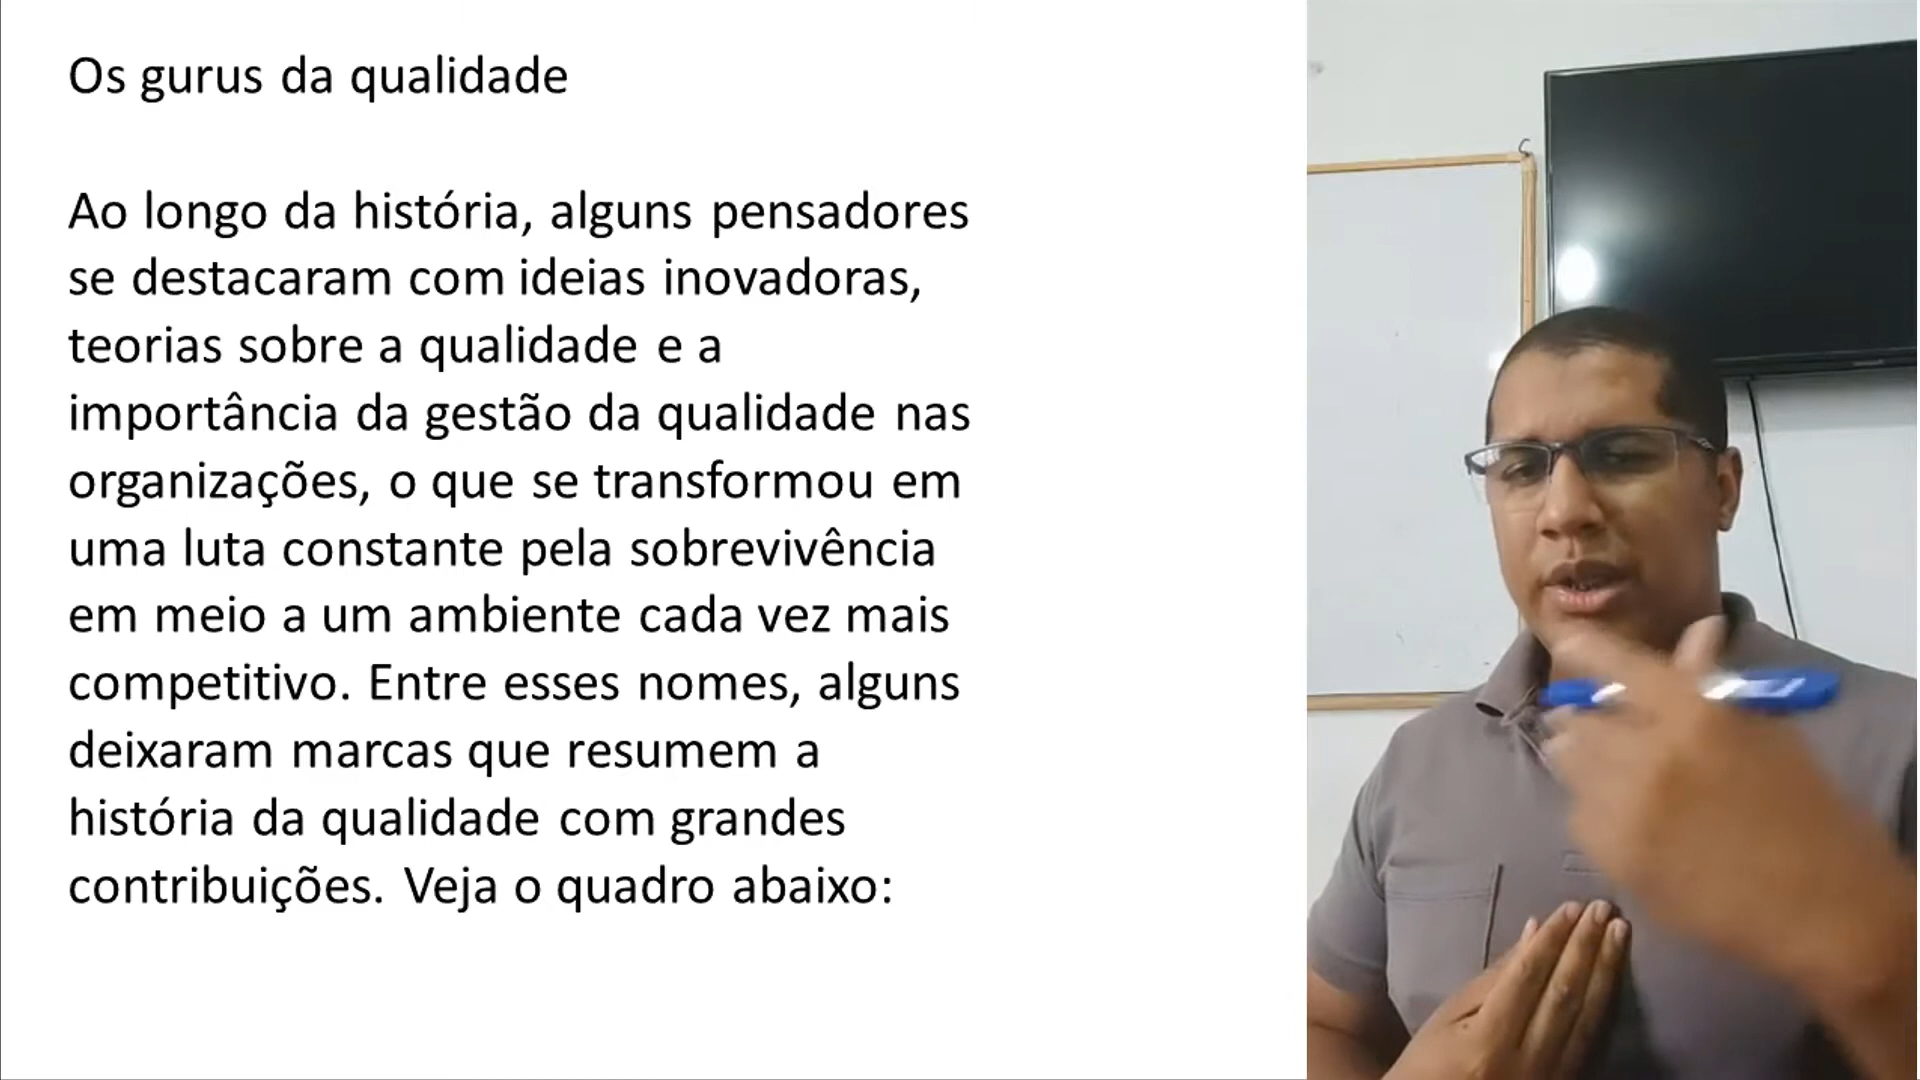 Os gurus da qualidade
Ao longo da história, alguns pensadores
se destacaram com ideias inovadoras,
teorias sobre a qualidade e a
importância da gestão da qualidade nas
organizações, o que se transformou em
uma luta constante pela sobrevivência
em meio a um ambiente cada vez mais
competitivo. Entre esses nomes, alguns
deixaram marcas que resumem a
história da qualidade com grandes
contribuições. Veja o quadro abaixo: